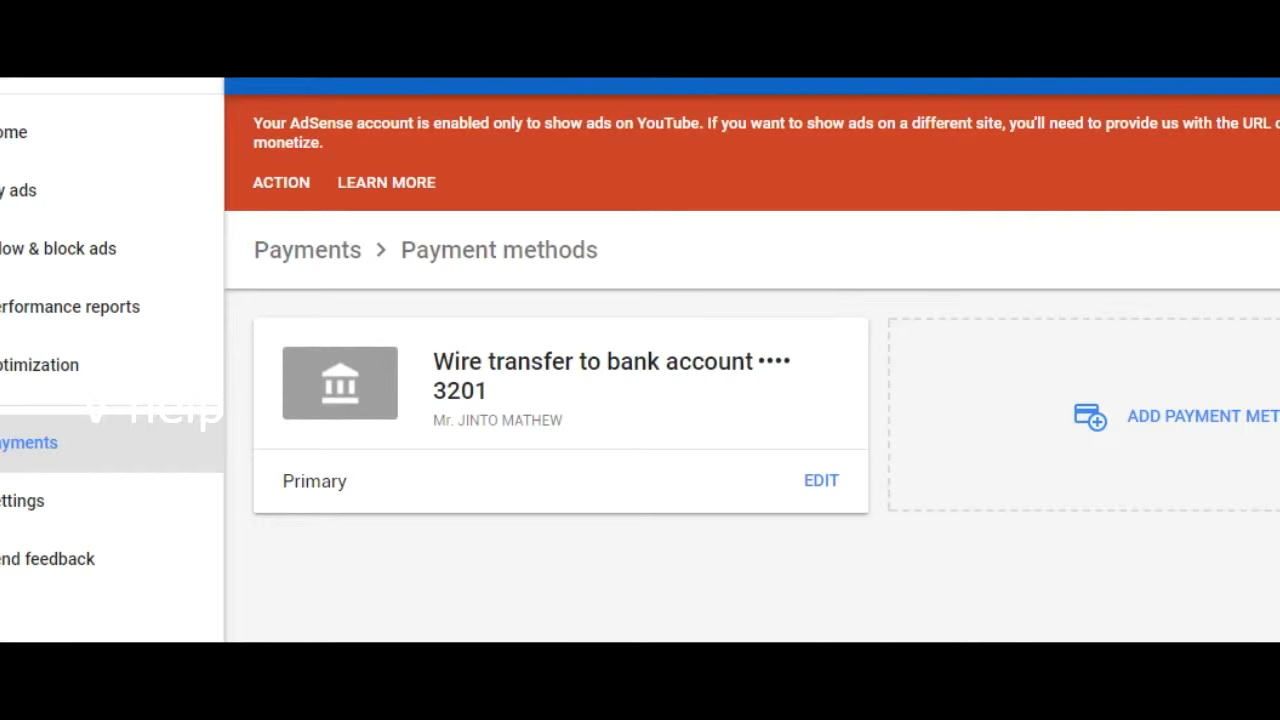 Your AdSense account is enabled only to show ads on YouTube. If you want to show ads on a different site, you'll need to provide us with the URL
monetize.
ACTION LEARN MORE
ome
y ads
low & block ads
erformance reports
ptimization
V help
ayments
ettings
end feedback
Payments > Payment methods
Wire transfer to bank account ••••
3201
Mr. JINTO MATHEW
Primary EDIT
ADD PAYMENT MET